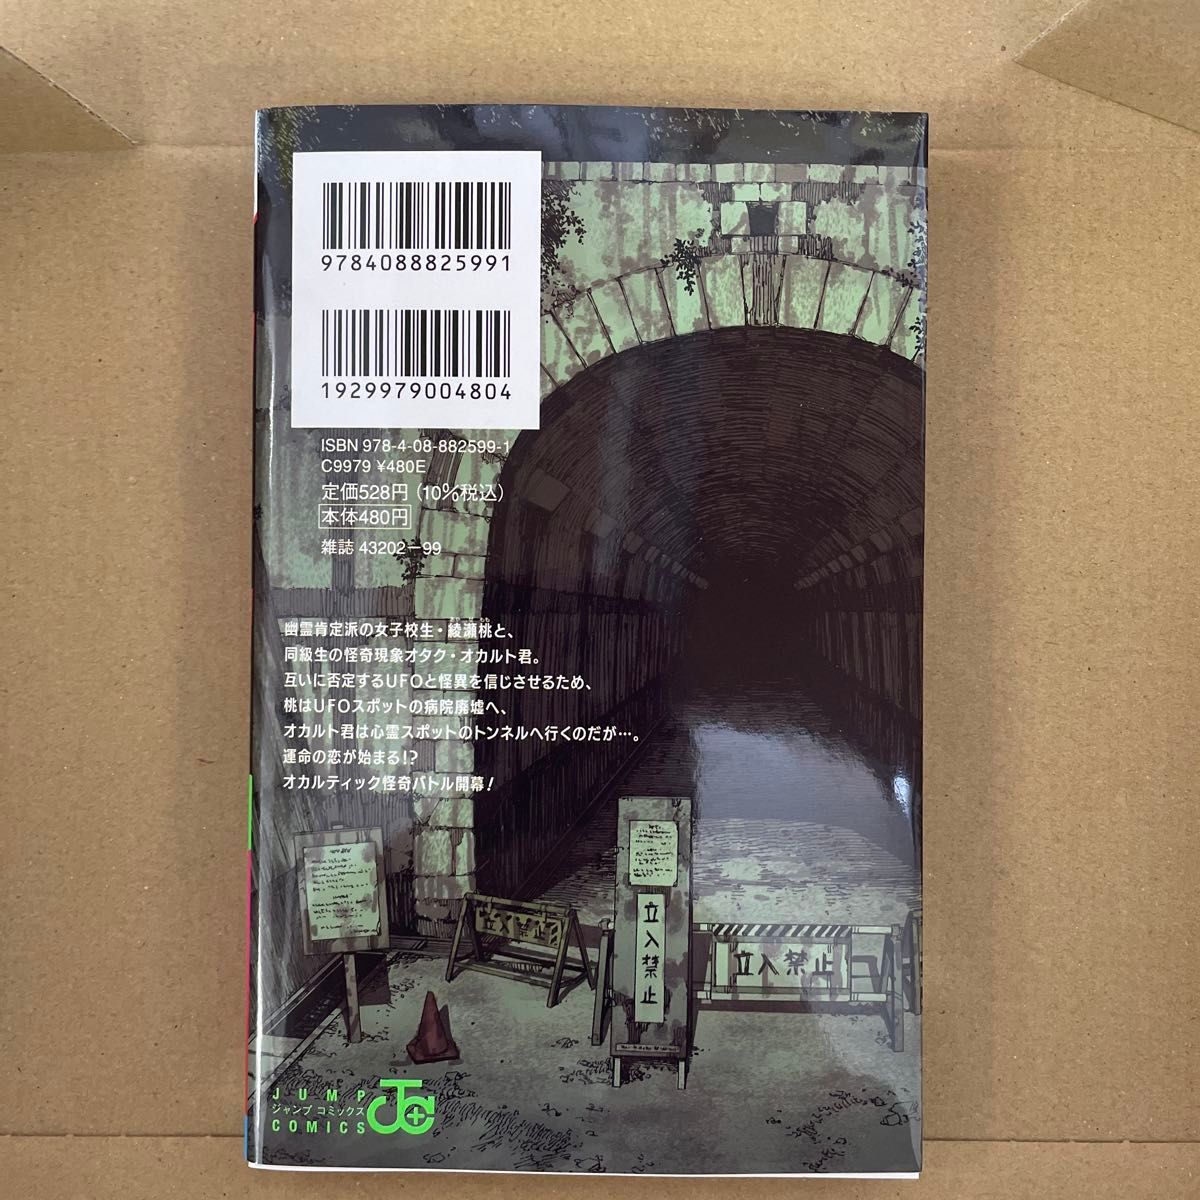 9784088825991
1929979004804
ISBN 978-4-08-882599-1
C9979 ¥480E
定価528円（10%税込）
本体480円
雑誌 43202-99
幽霊肯定派の女子校生・綾瀬桃と、
同級生の怪奇現象オタク・オカルト君。
互いに否定するUFOと怪異を信じさせるため、
桃はUFOスポットの病院廃墟へ、
オカルト君は心霊スポットのトンネルへ行くのだが…。
運命の恋が始まる!?
オカルティック怪奇バトル開幕!
立入禁止
立入禁止
立入禁止
JUMP
ジャンプ コミックス
COMICS